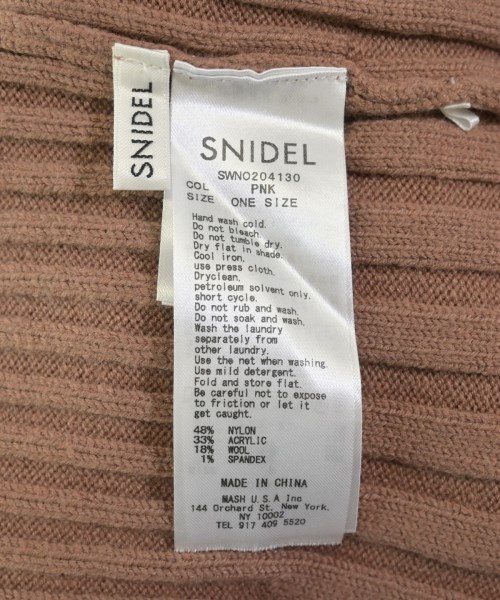 SNIDEL
SNIDEL
SWNO204130
COL PNK
SIZE ONE SIZE
Hand wash cold.
Do not bleach.
Do not tumble dry.
Dry flat in shade.
Cool iron,
use press cloth.
Dryclean,
petroleum solvent only.
short cycle.
Do not rub and wash.
Do not soak and wash.
Wash the laundry
separately from
other laundry.
Use the net when washing.
Use mild detergent.
Fold and store flat.
Be careful not to expose
to friction or let it
get caught.
48% NYLON
33% ACRYLIC
18% WOOL
1% SPANDEX
MADE IN CHINA
MASH U.S.A Inc
144 Orchard St. New York.
NY 10002
TEL 917 409 5520